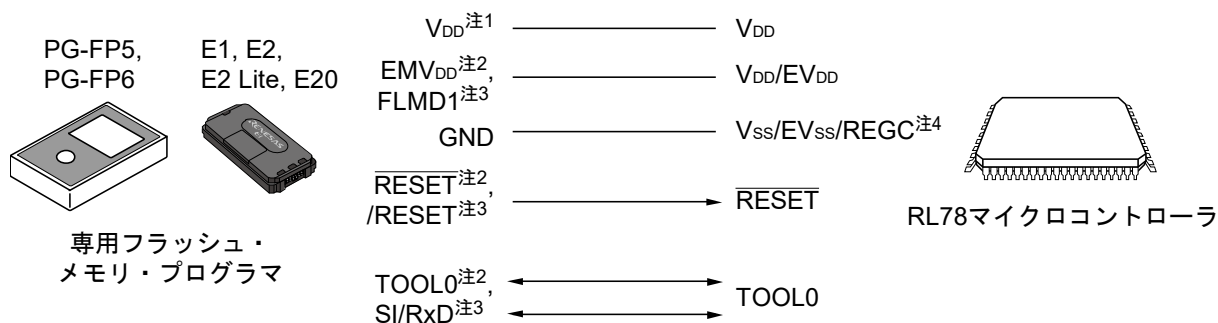 PG-FP5,
PG-FP6
E1, E2,
E2 Lite, E20
RENESAS
E1
専用フラッシュ・
メモリ・プログラマ
VDD注1
VDD
EMVDD注2,
FLMD1注3
VDD/EVDD
GND
VSS/EVSS/REGC注4
RESET注2,
/RESET注3
RESET
TOOL0注2,
SI/RxD注3
TOOL0
RL78マイクロコントローラ